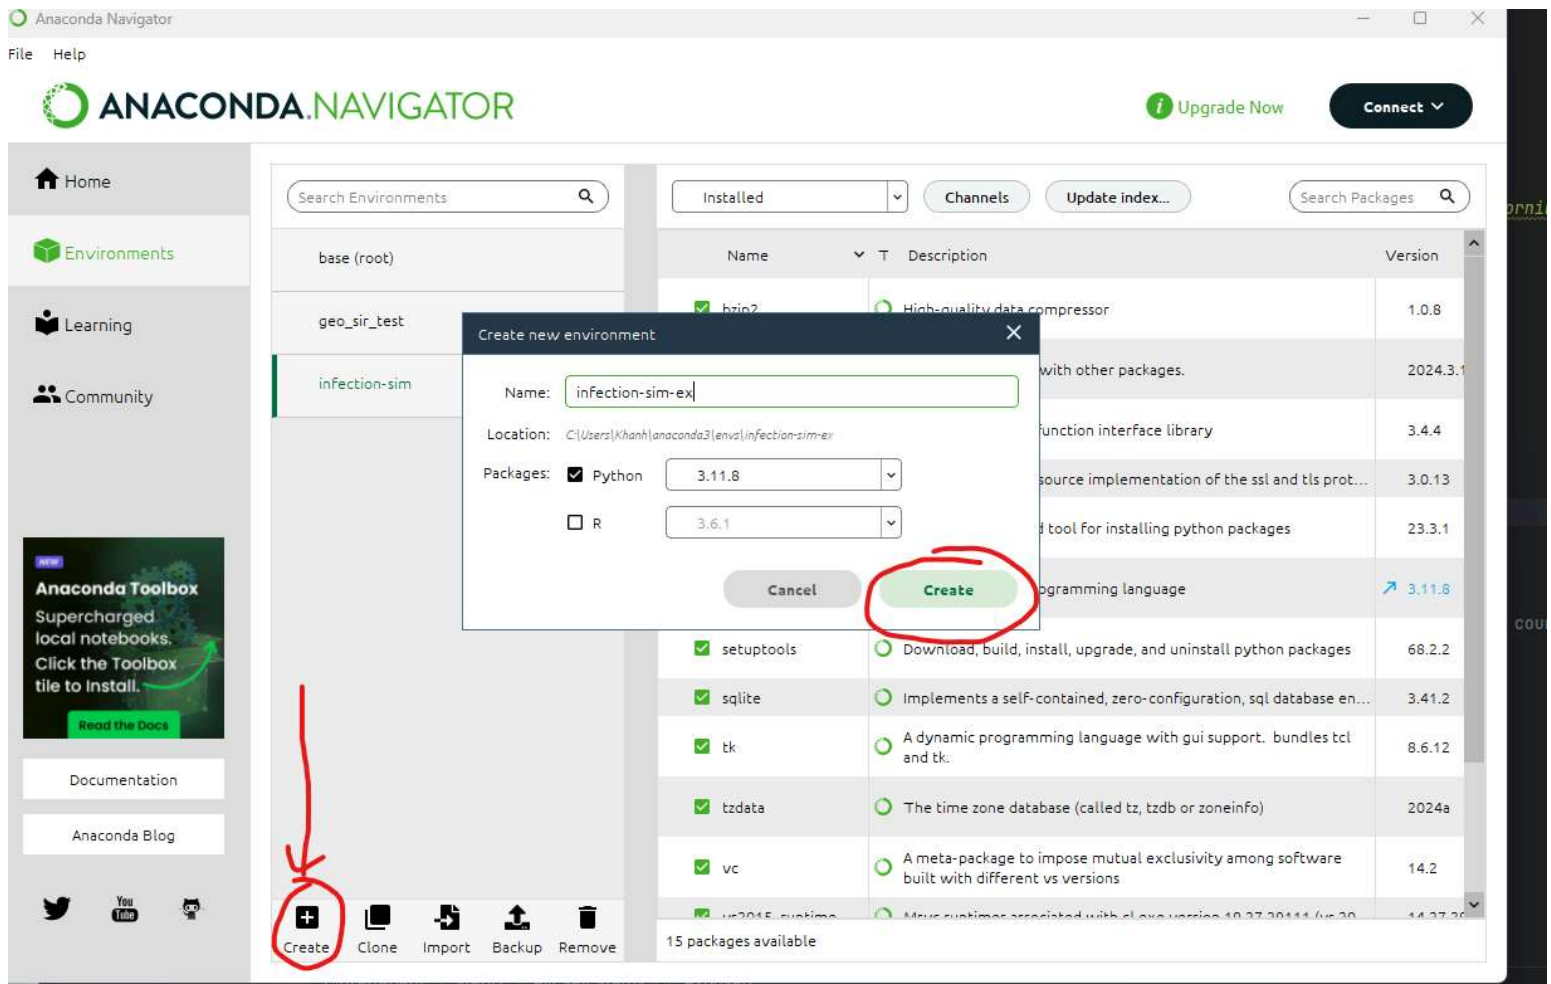 Anaconda Navigator
File Help
ANACONDA.NAVIGATOR
i Upgrade Now
Connect
Home
Environments
Learning
Community
Search Environments
base (root)
geo_sir_test
infection-sim
Installed
Channels
Update index...
Search Packages
Name T Description Version
bzip2 High-quality data compressor 1.0.8
with other packages. 2024.3.1
function interface library 3.4.4
source implementation of the ssl and tls prot... 3.0.13
tool for installing python packages 23.3.1
programming language 3.11.8
setuptools Download, build, install, upgrade, and uninstall python packages 68.2.2
sqlite Implements a self-contained, zero-configuration, sql database en... 3.41.2
tk A dynamic programming language with gui support. bundles tcl
and tk. 8.6.12
tzdata The time zone database (called tz, tzdb or zoneinfo) 2024a
vc A meta-package to impose mutual exclusivity among software
built with different vs versions 14.2
15 packages available
Create new environment
Name: infection-sim-ex
Location: C:\Users\Khanh\anaconda3\envs\infection-sim-ex
Packages: Python 3.11.8
R 3.6.1
Cancel Create
NEW
Anaconda Toolbox
Supercharged
local notebooks.
Click the Toolbox
tile to Install.
Read the Docs
Documentation
Anaconda Blog
You
Tube
Create Clone Import Backup Remove